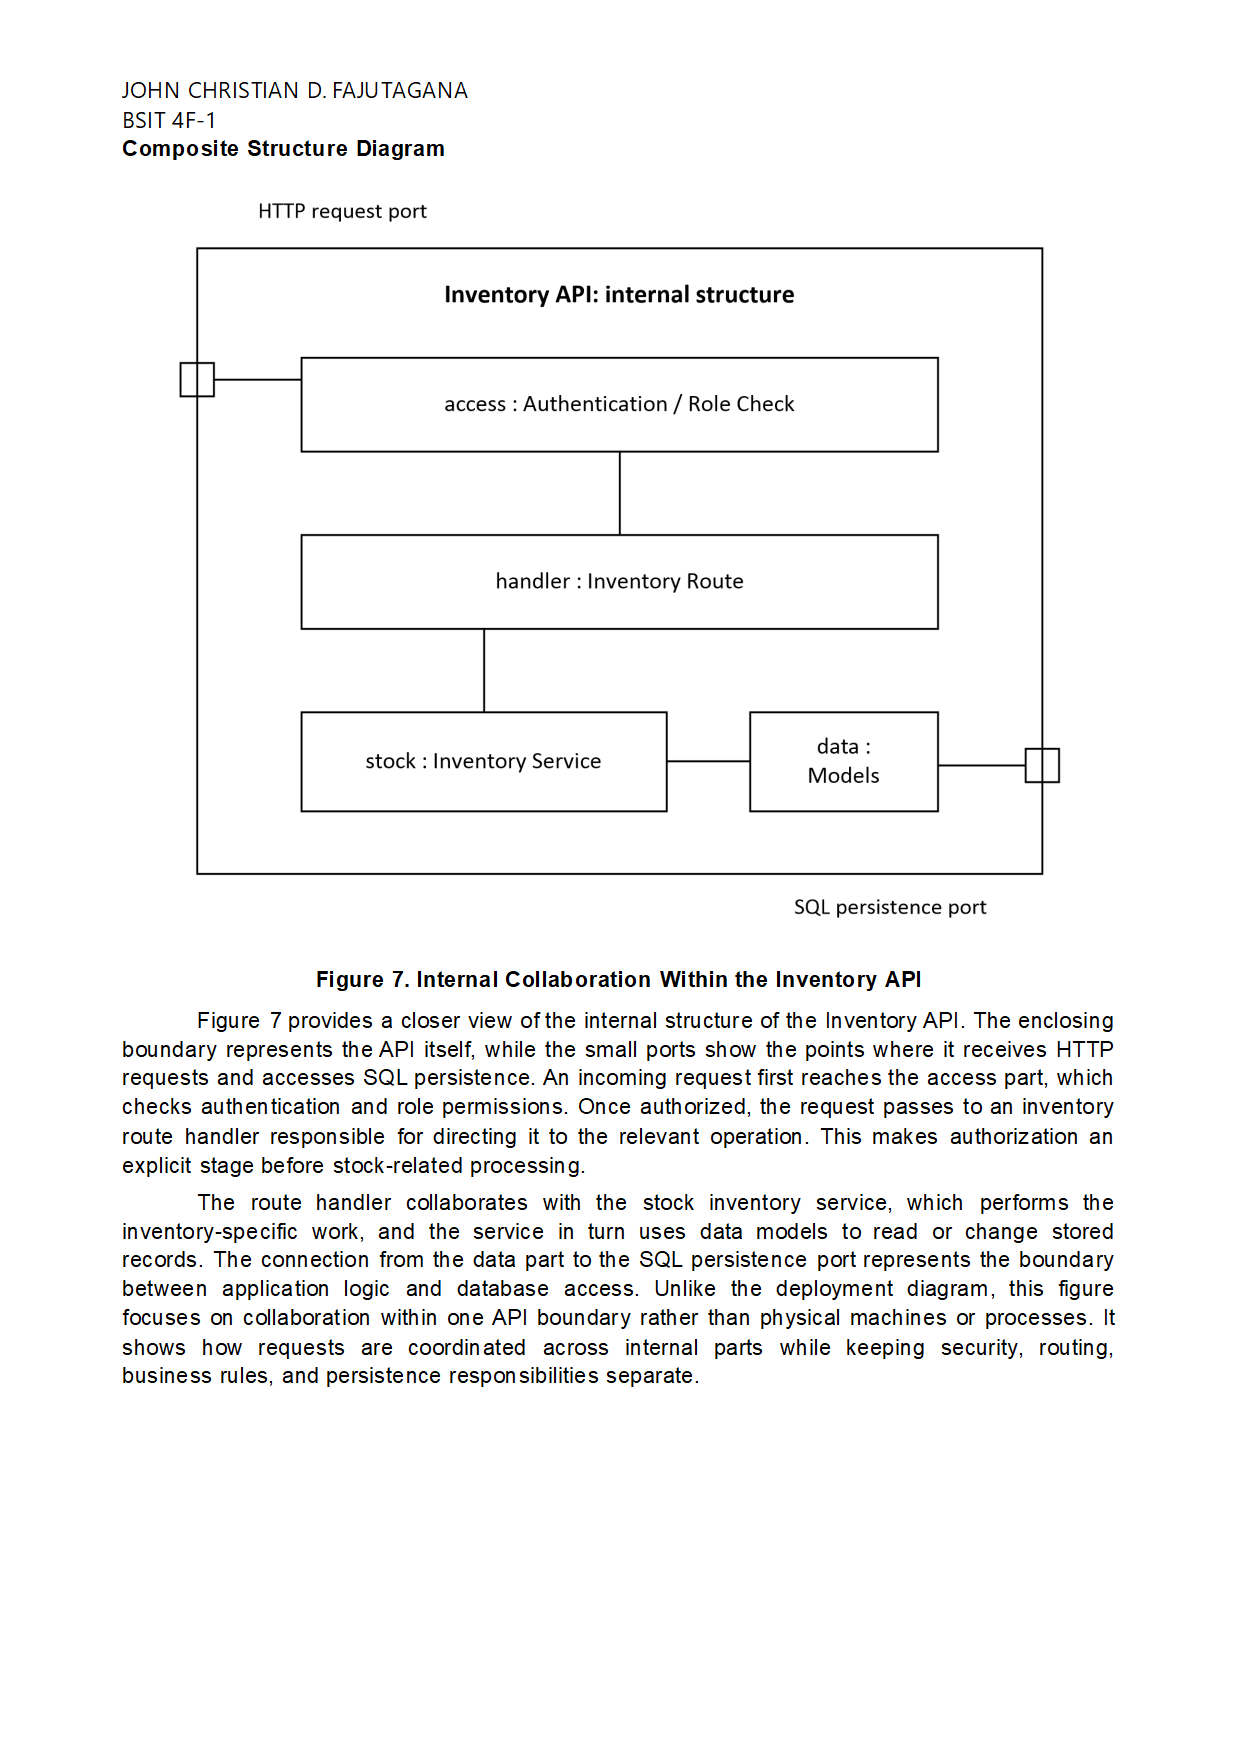 JOHN CHRISTIAN D. FAJUTAGANA
BSIT 4F-1
Composite Structure Diagram
HTTP request port
Inventory API: internal structure
access : Authentication / Role Check
handler : Inventory Route
stock : Inventory Service
data :
Models
SQL persistence port
Figure 7. Internal Collaboration Within the Inventory API
Figure 7 provides a closer view of the internal structure of the Inventory API. The enclosing
boundary represents the API itself, while the small ports show the points where it receives HTTP
requests and accesses SQL persistence. An incoming request first reaches the access part, which
checks authentication and role permissions. Once authorized, the request passes to an inventory
route handler responsible for directing it to the relevant operation. This makes authorization an
explicit stage before stock-related processing.
The route handler collaborates with the stock inventory service, which performs the
inventory-specific work, and the service in turn uses data models to read or change stored
records. The connection from the data part to the SQL persistence port represents the boundary
between application logic and database access. Unlike the deployment diagram, this figure
focuses on collaboration within one API boundary rather than physical machines or processes. It
shows how requests are coordinated across internal parts while keeping security, routing,
business rules, and persistence responsibilities separate.